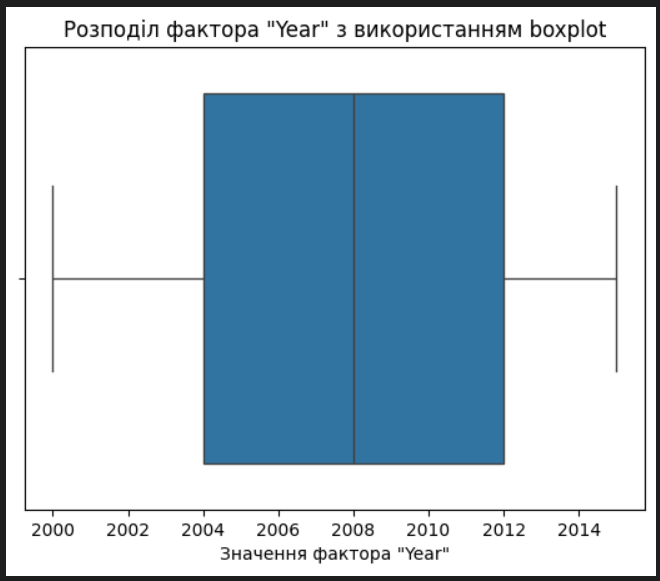 Розподіл фактора "Year" з використанням boxplot
2000 2002 2004 2006 2008 2010 2012 2014
Значення фактора "Year"